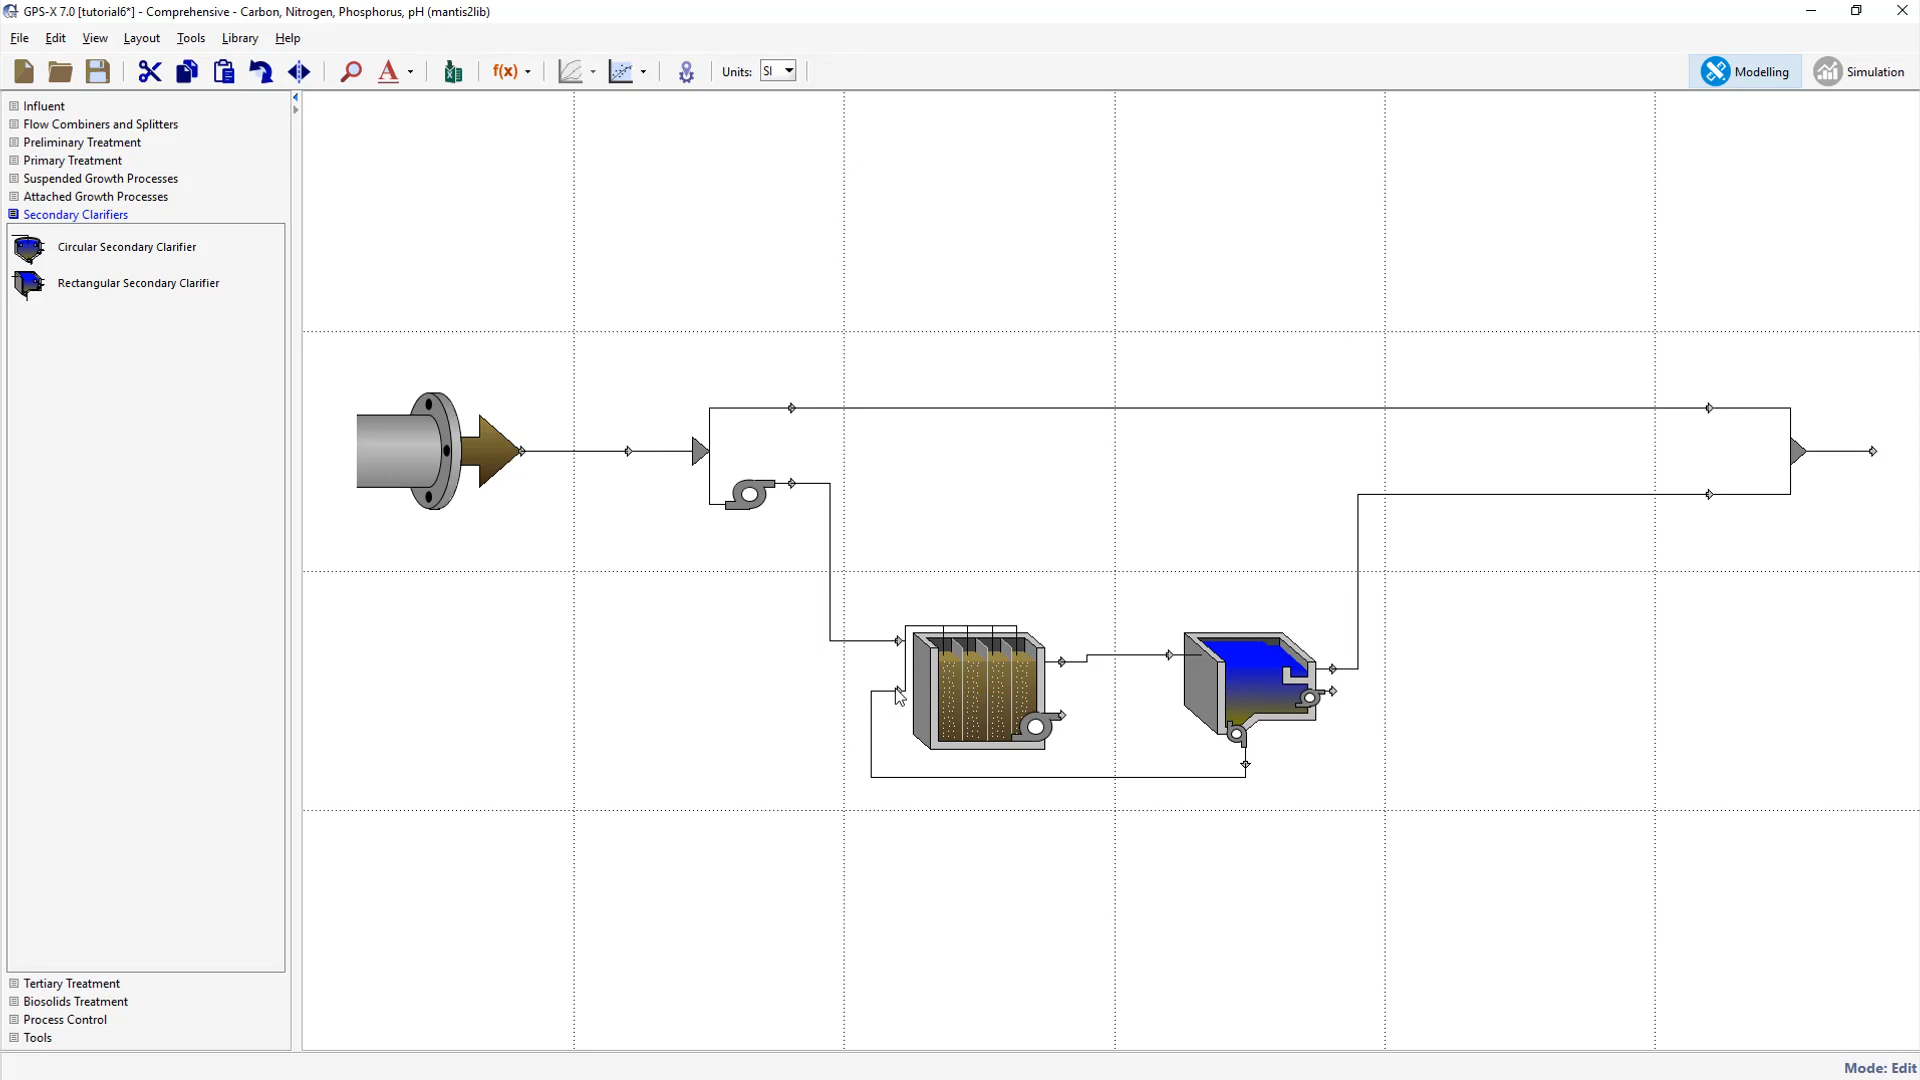 GPS-X 7.0 [tutorial6*] - Comprehensive - Carbon, Nitrogen, Phosphorus, pH (mantis2lib)
File Edit View Layout Tools Library Help
A f(x) Units: SI Modelling Simulation
Influent
Flow Combiners and Splitters
Preliminary Treatment
Primary Treatment
Suspended Growth Processes
Attached Growth Processes
Secondary Clarifiers
Circular Secondary Clarifier
Rectangular Secondary Clarifier
Tertiary Treatment
Biosolids Treatment
Process Control
Tools
Mode: Edit